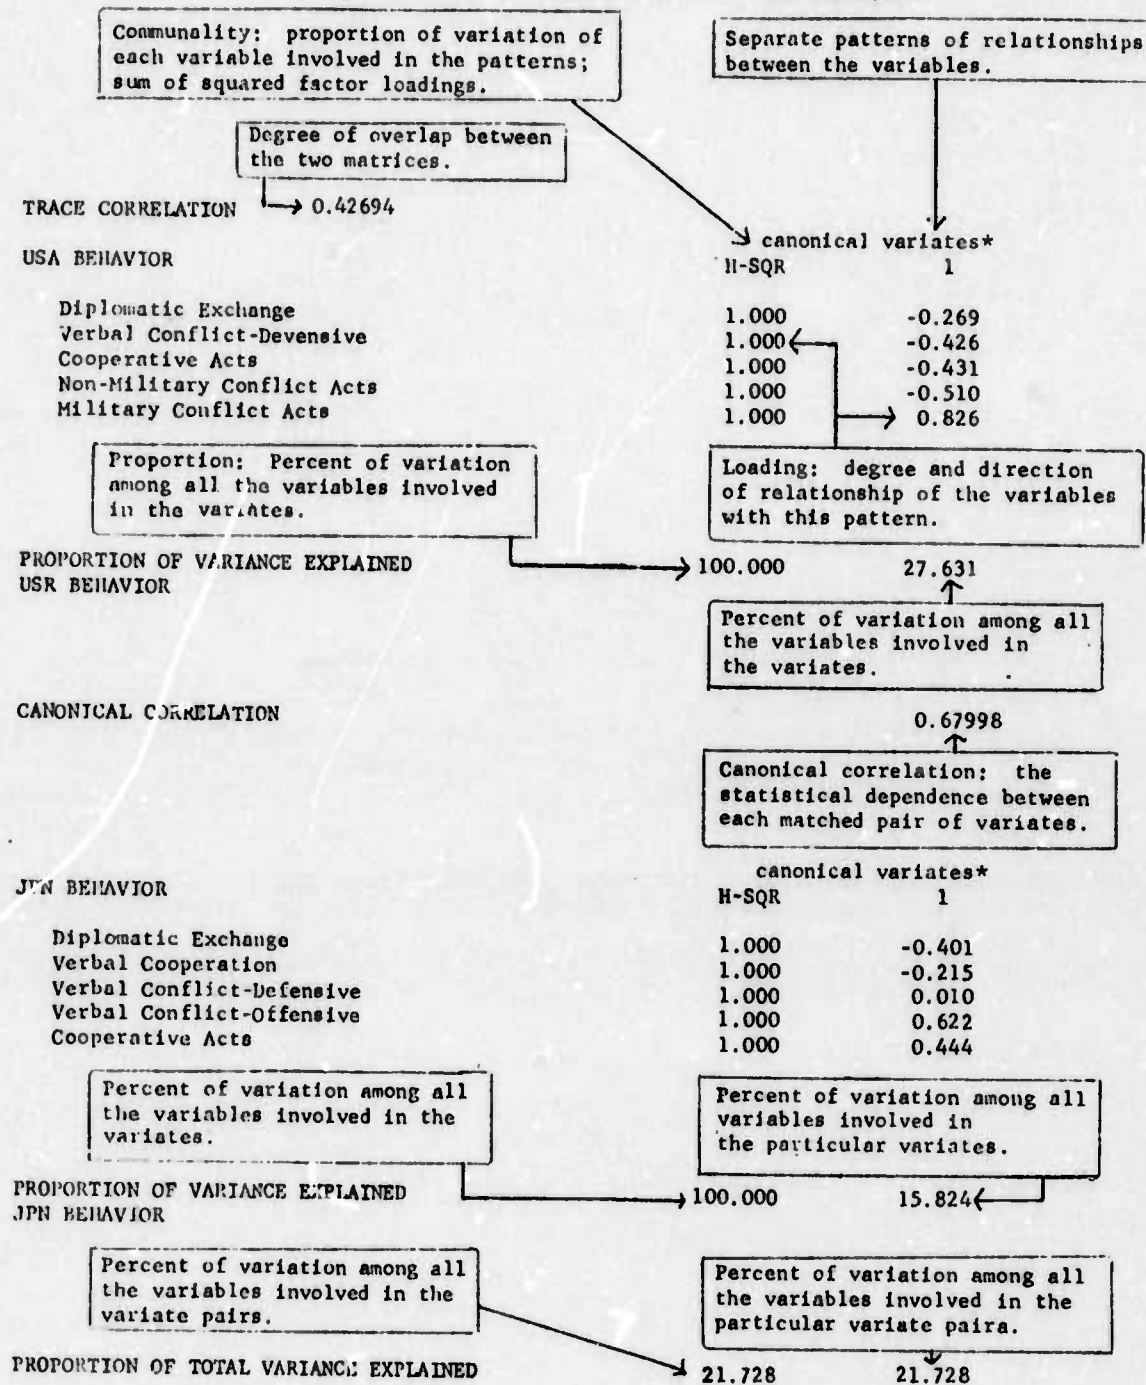 Communality: proportion of variation of
each variable involved in the patterns;
sum of squared factor loadings.
Separate patterns of relationships
between the variables.
Degree of overlap between
the two matrices.
TRACE CORRELATION 0.42694
canonical variates*
USA BEHAVIOR H-SQR 1
Diplomatic Exchange 1.000 -0.269
Verbal Conflict-Devensive 1.000 -0.426
Cooperative Acts 1.000 -0.431
Non-Military Conflict Acts 1.000 -0.510
Military Conflict Acts 1.000 0.826
Proportion: Percent of variation
among all the variables involved
in the variates.
Loading: degree and direction
of relationship of the variables
with this pattern.
PROPORTION OF VARIANCE EXPLAINED 100.000 27.631
USR BEHAVIOR
Percent of variation among all
the variables involved in
the variates.
CANONICAL CORRELATION 0.67998
Canonical correlation: the
statistical dependence between
each matched pair of variates.
canonical variates*
JPN BEHAVIOR H-SQR 1
Diplomatic Exchange 1.000 -0.401
Verbal Cooperation 1.000 -0.215
Verbal Conflict-Defensive 1.000 0.010
Verbal Conflict-Offensive 1.000 0.622
Cooperative Acts 1.000 0.444
Percent of variation among all
the variables involved in the
variates.
Percent of variation among all
variables involved in
the particular variates.
PROPORTION OF VARIANCE EXPLAINED 100.000 15.824
JPN BEHAVIOR
Percent of variation among all
the variables involved in the
variate pairs.
Percent of variation among all
the variables involved in the
particular variate paira.
PROPORTION OF TOTAL VARIANCE EXPLAINED 21.728 21.728